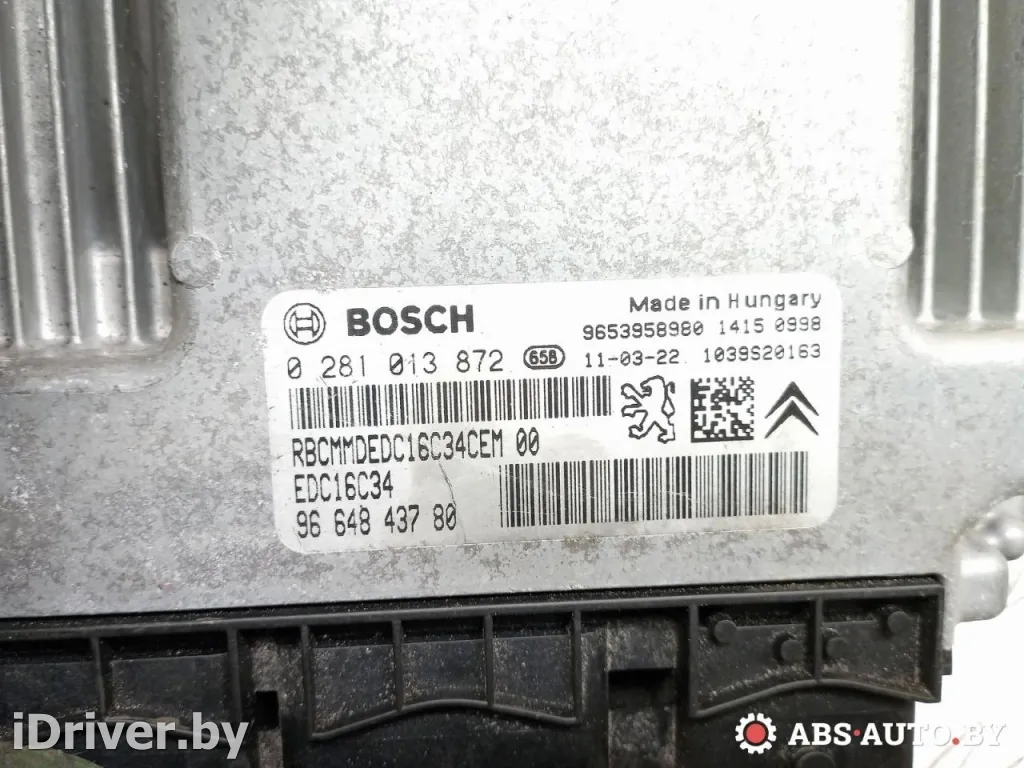 BOSCH
Made in Hungary
9653958980 1415 0998
0 281 013 872 658 11-03-22 1039S20163
RBCMMDEDC16C34CEM 00
EDC16C34
96 648 437 80
iDriver.by
ABS-AUTO.BY